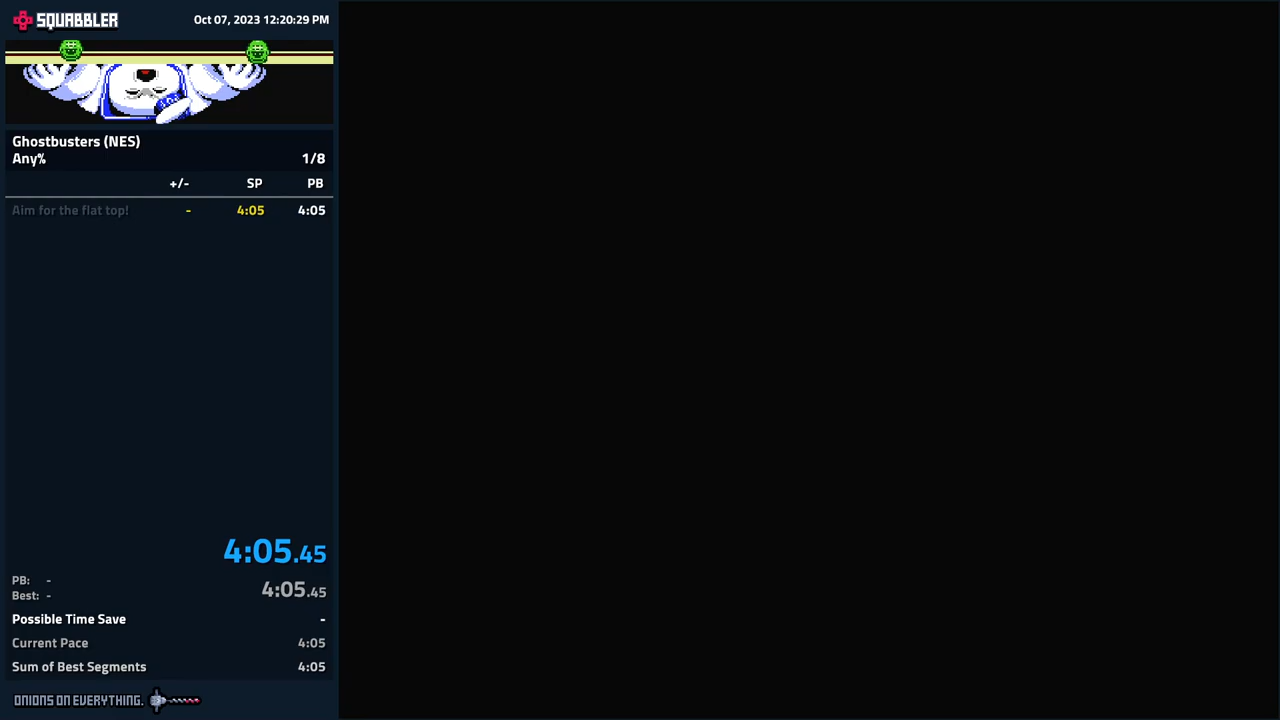 SQUABBLER
Oct 07, 2023 12:20:29 PM
Ghostbusters (NES)
Any% 1/8
+/- SP PB
Aim for the flat top! - 4:05 4:05
4:05.45
PB: -
Best: -
4:05.45
Possible Time Save -
Current Pace 4:05
Sum of Best Segments 4:05
ONIONS ON EVERYTHING.